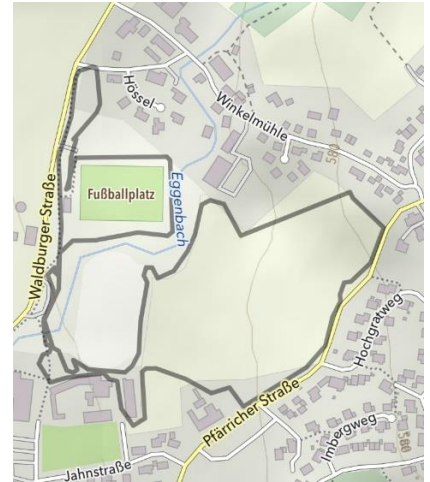 Hössel
Winkelmühle
580
Fußballplatz
Eggenbach
Waldburger-Straße
Hochgratweg
Pfärricher Straße
Imbergweg
580
Jahnstraße